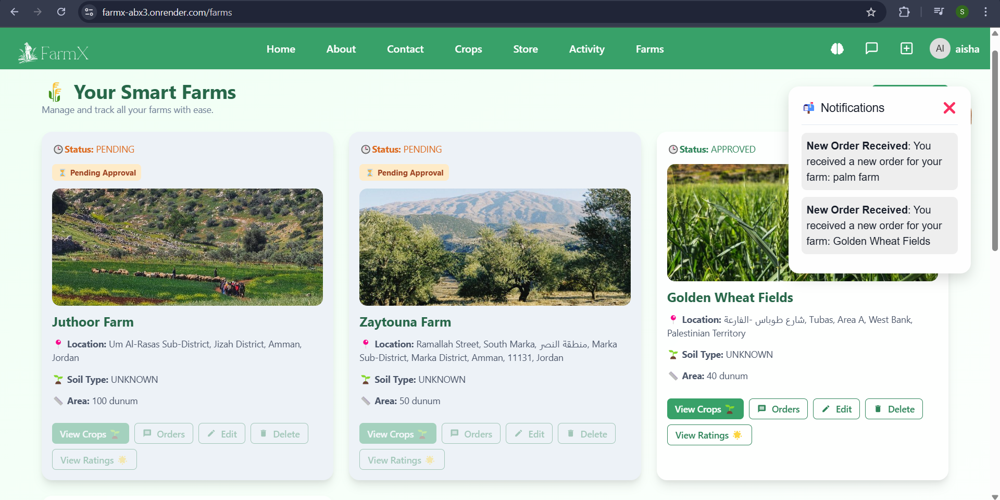 farmx-abx3.onrender.com/farms
S
FarmX
Home
About
Contact
Crops
Store
Activity
Farms
AI
aisha
Your Smart Farms
Manage and track all your farms with ease.
Notifications
New Order Received: You
received a new order for your
farm: palm farm
New Order Received: You
received a new order for your
farm: Golden Wheat Fields
Status: PENDING
Pending Approval
Juthoor Farm
Location: Um Al-Rasas Sub-District, Jizah District, Amman,
Jordan
Soil Type: UNKNOWN
Area: 100 dunum
View Crops
Orders
Edit
Delete
View Ratings
Status: PENDING
Pending Approval
Zaytouna Farm
Location: Ramallah Street, South Marka, منطقة النصر, Marka
Sub-District, Marka District, Amman, 11131, Jordan
Soil Type: UNKNOWN
Area: 50 dunum
View Crops
Orders
Edit
Delete
View Ratings
Status: APPROVED
Golden Wheat Fields
Location: شارع طوباس -الفارعة, Tubas, Area A, West Bank,
Palestinian Territory
Soil Type: UNKNOWN
Area: 40 dunum
View Crops
Orders
Edit
Delete
View Ratings